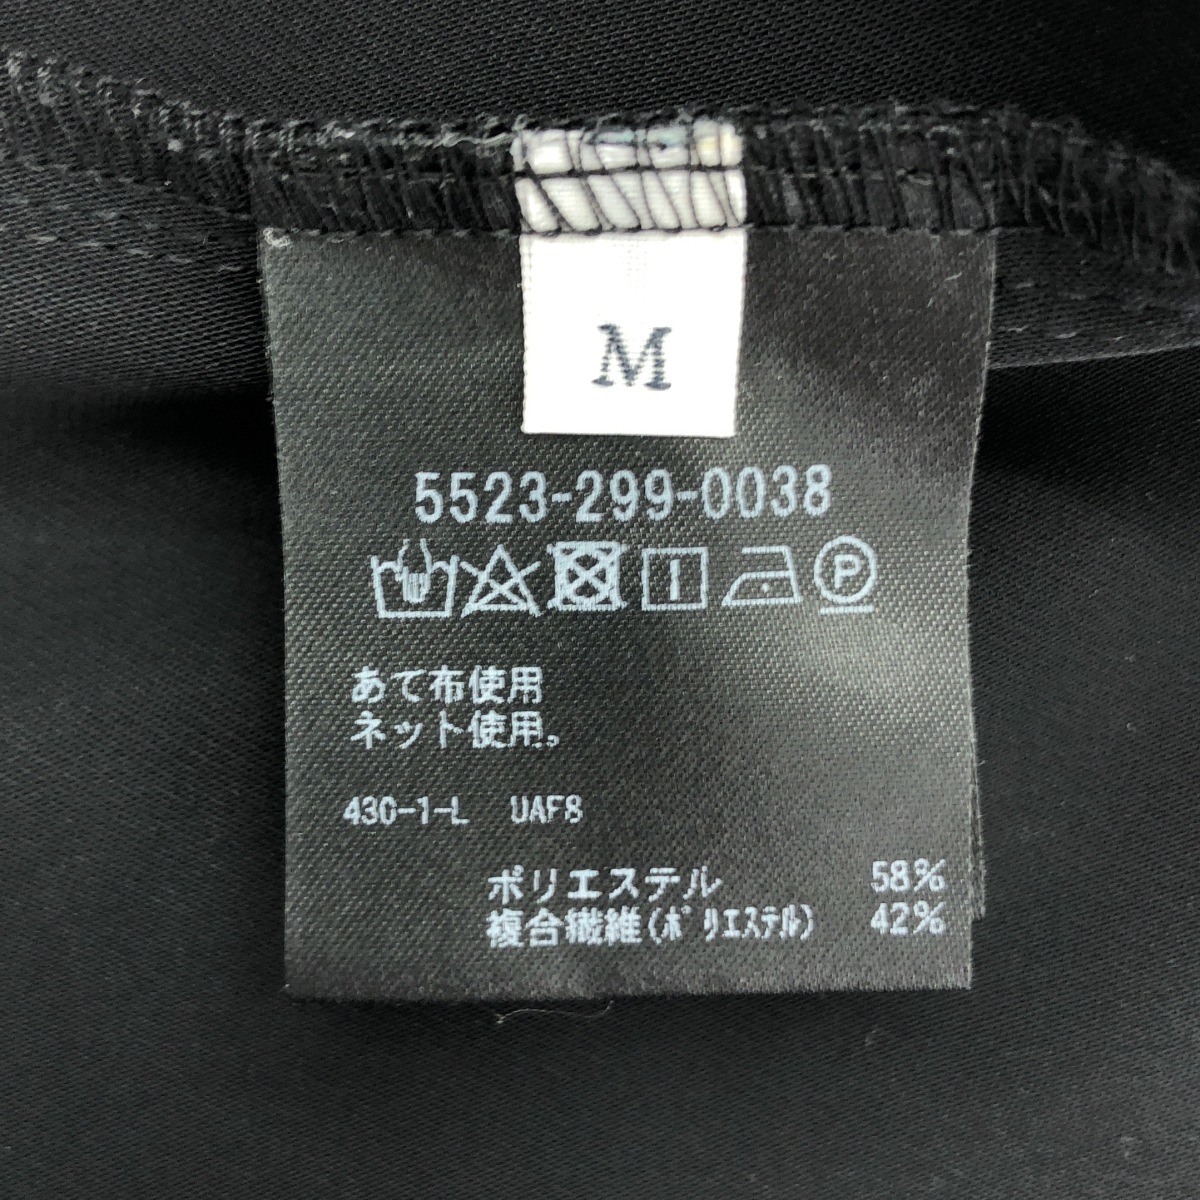 M
5523-299-0038
P
あて布使用
ネット使用。
430-1-L UAF8
ポリエステル 58%
複合繊維(ポリエステル) 42%